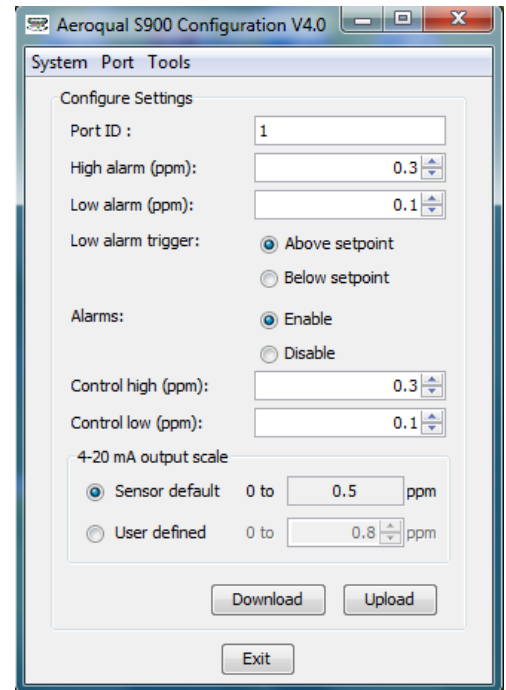 Aeroqual S900 Configuration V4.0
System Port Tools
Configure Settings
Port ID : 1
High alarm (ppm): 0.3
Low alarm (ppm): 0.1
Low alarm trigger: Above setpoint
Below setpoint
Alarms: Enable
Disable
Control high (ppm): 0.3
Control low (ppm): 0.1
4-20 mA output scale
Sensor default 0 to 0.5 ppm
User defined 0 to 0.8 ppm
Download Upload
Exit